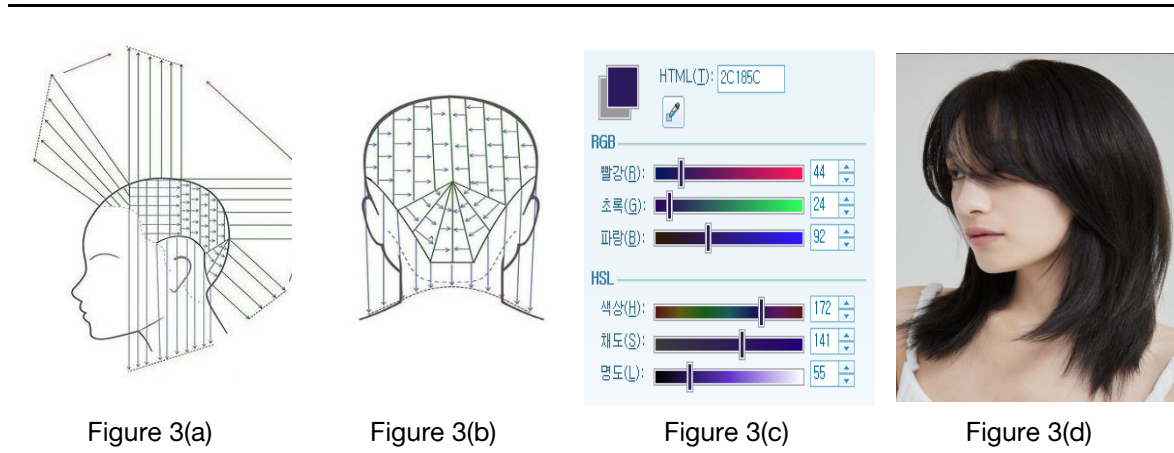 HTML(T): 2C185C
RGB
빨강(R): 44
초록(G): 24
파랑(B): 92
HSL
색상(H): 172
채도(S): 141
명도(L): 55
Figure 3(a) Figure 3(b) Figure 3(c) Figure 3(d)